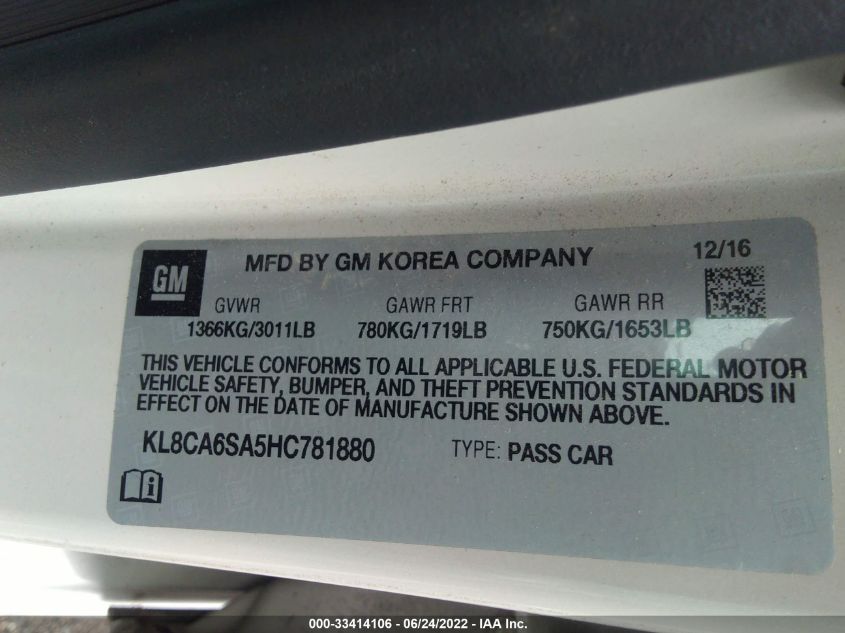 GM
MFD BY GM KOREA COMPANY
12/16
GVWR GAWR FRT GAWR RR
1366KG/3011LB 780KG/1719LB 750KG/1653LB
THIS VEHICLE CONFORMS TO ALL APPLICABLE U.S. FEDERAL MOTOR
VEHICLE SAFETY, BUMPER, AND THEFT PREVENTION STANDARDS IN
EFFECT ON THE DATE OF MANUFACTURE SHOWN ABOVE.
KL8CA6SA5HC781880 TYPE: PASS CAR
000-33414106 - 06/24/2022 - IAA Inc.